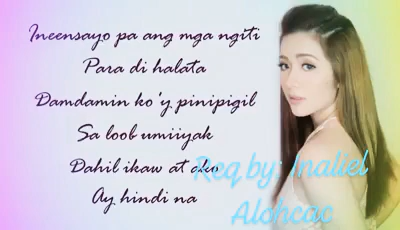 Ineensayo pa ang mga ngiti
Para di halata
Damdamin ko'y pinipigil
Sa loob umiiyak
Dahil ikaw at ako
Ay hindi na
Req by: Inaliel
Alohcac